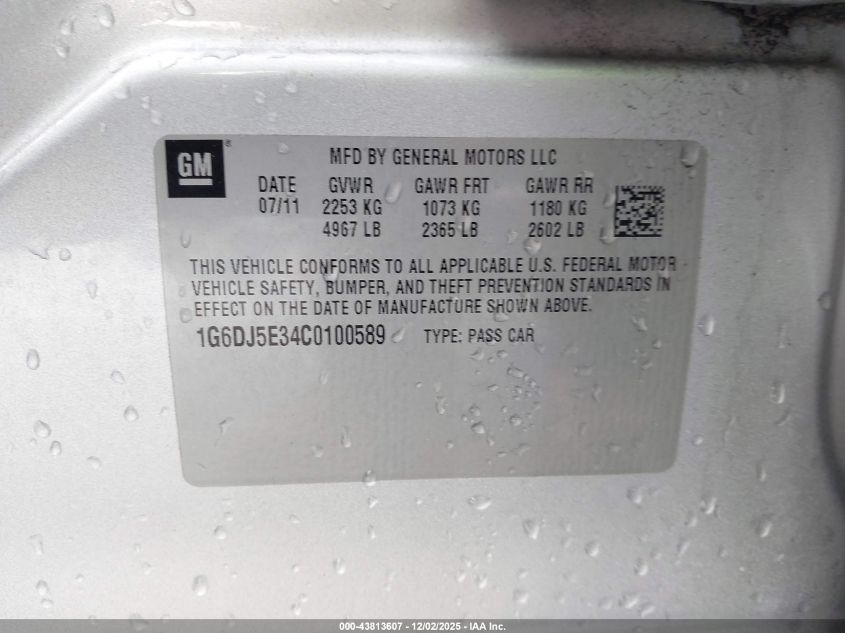 GM®
MFD BY GENERAL MOTORS LLC
DATE GVWR GAWR FRT GAWR RR
07/11 2253 KG 1073 KG 1180 KG
4967 LB 2365 LB 2602 LB
THIS VEHICLE CONFORMS TO ALL APPLICABLE U.S. FEDERAL MOTOR
VEHICLE SAFETY, BUMPER, AND THEFT PREVENTION STANDARDS IN
EFFECT ON THE DATE OF MANUFACTURE SHOWN ABOVE.
1G6DJ5E34C0100589 TYPE: PASS CAR
000-43813607 - 12/02/2025 - IAA Inc.